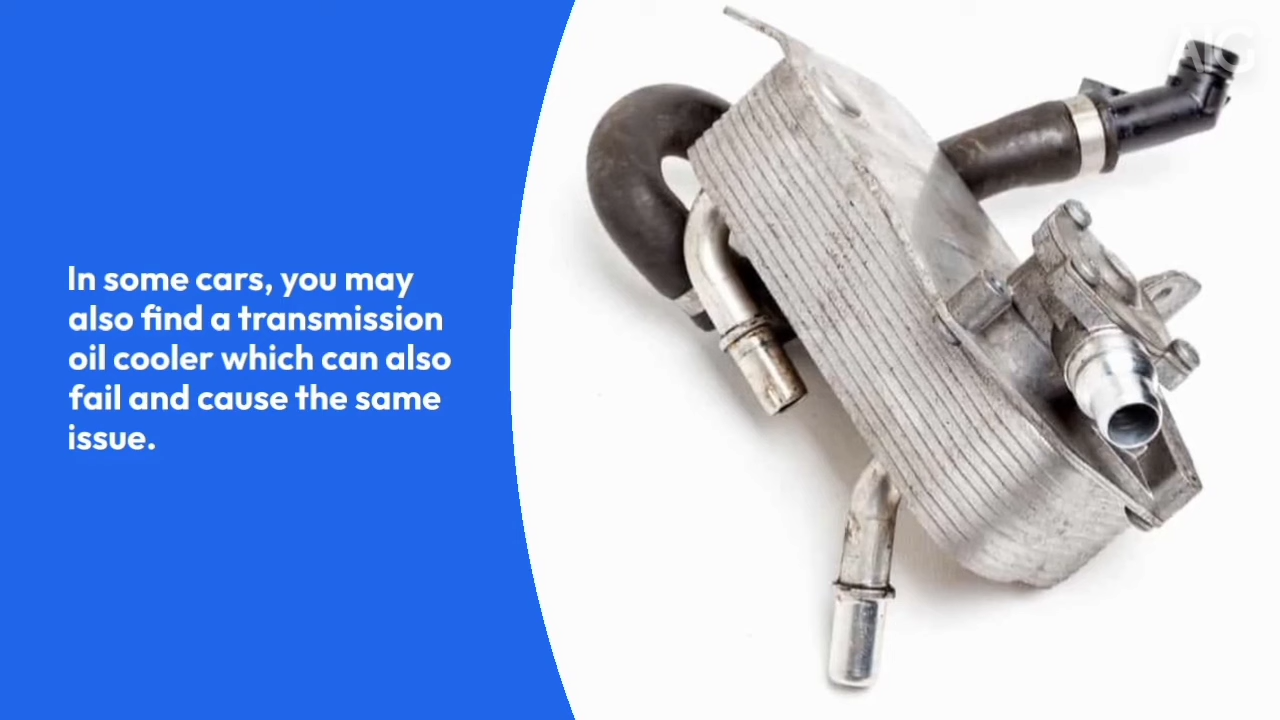 In some cars, you may
also find a transmission
oil cooler which can also
fail and cause the same
issue.
AIG